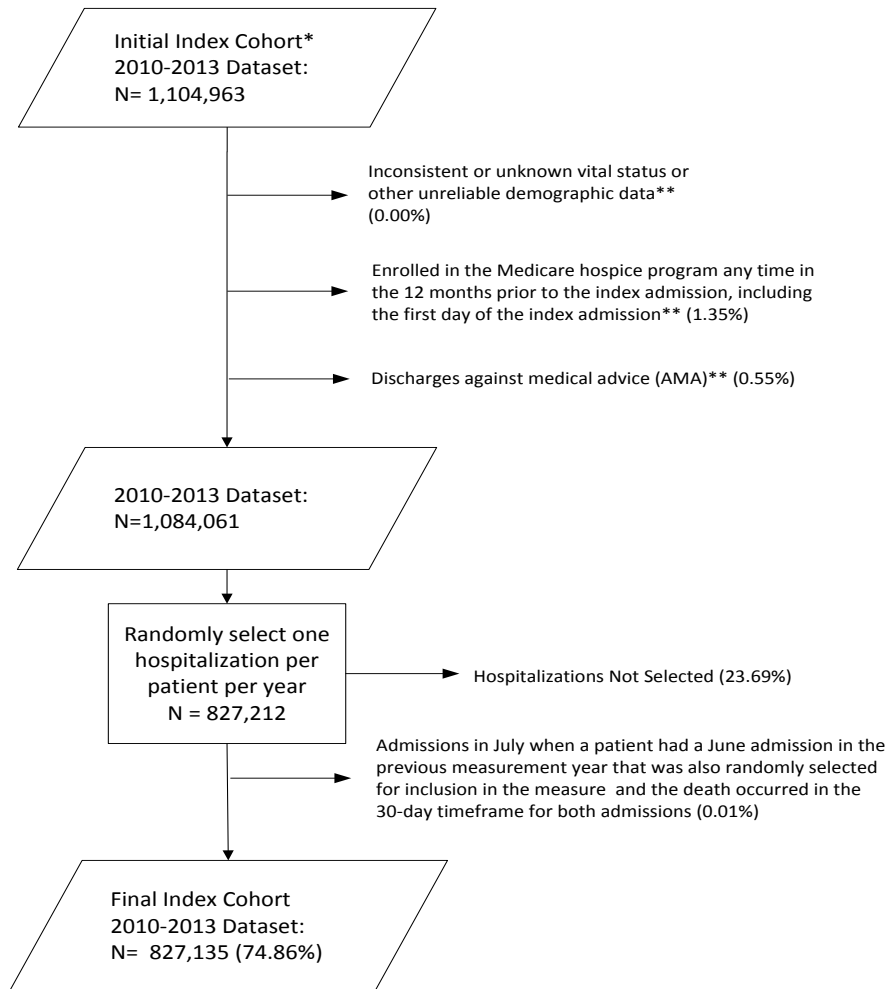 Initial Index Cohort*
2010-2013 Dataset:
N= 1,104,963
Inconsistent or unknown vital status or
other unreliable demographic data**
(0.00%)
Enrolled in the Medicare hospice program any time in
the 12 months prior to the index admission, including
the first day of the index admission** (1.35%)
Discharges against medical advice (AMA)** (0.55%)
2010-2013 Dataset:
N=1,084,061
Randomly select one
hospitalization per
patient per year
N = 827,212
Hospitalizations Not Selected (23.69%)
Admissions in July when a patient had a June admission in the
previous measurement year that was also randomly selected
for inclusion in the measure and the death occurred in the
30-day timeframe for both admissions (0.01%)
Final Index Cohort
2010-2013 Dataset:
N= 827,135 (74.86%)